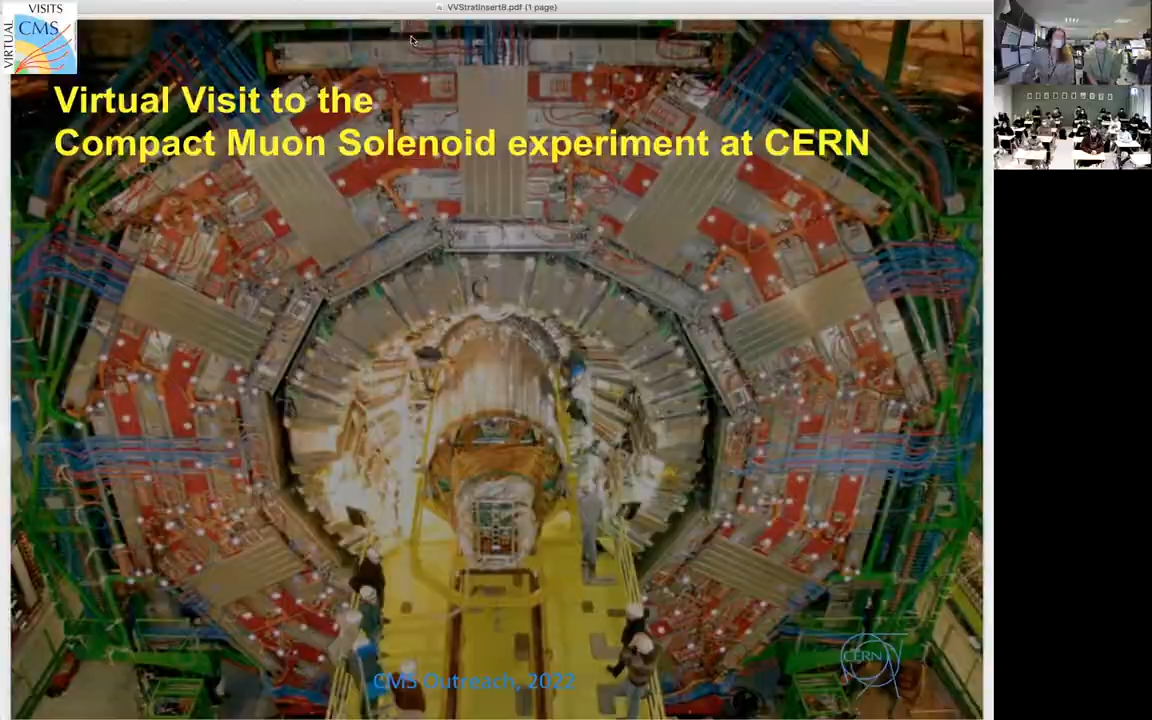 VVStratInsert8.pdf (1 page)
VISITS
VIRTUAL
CMS
Virtual Visit to the
Compact Muon Solenoid experiment at CERN
CERN
CMS Outreach, 2022